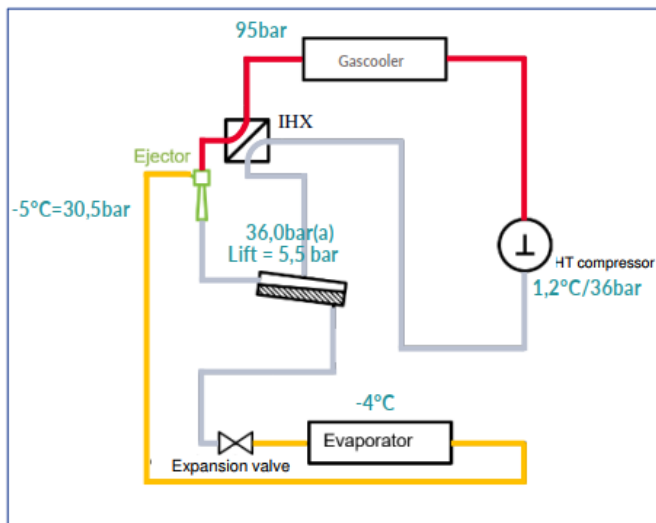 95bar
Gascooler
IHX
Ejector
-5°C=30,5bar
36,0bar(a)
Lift = 5,5 bar
HT compressor
1,2°C/36bar
-4°C
Evaporator
Expansion valve